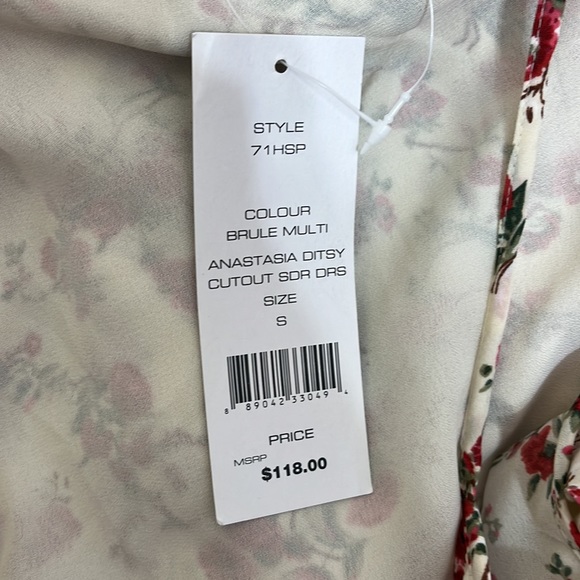 STYLE
71HSP
COLOUR
BRULE MULTI
ANASTASIA DITSY
CUTOUT SDR DRS
SIZE
S
8 89042 33049 4
PRICE
MSRP
$118.00